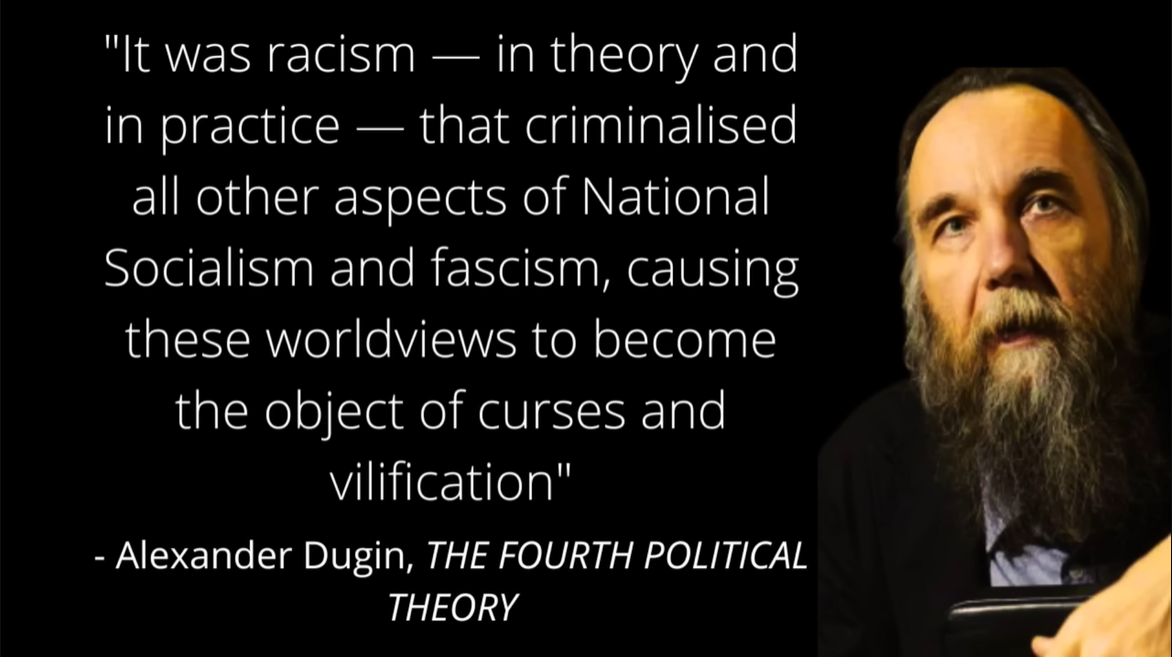 "It was racism — in theory and
in practice — that criminalised
all other aspects of National
Socialism and fascism, causing
these worldviews to become
the object of curses and
vilification"
- Alexander Dugin, THE FOURTH POLITICAL
THEORY